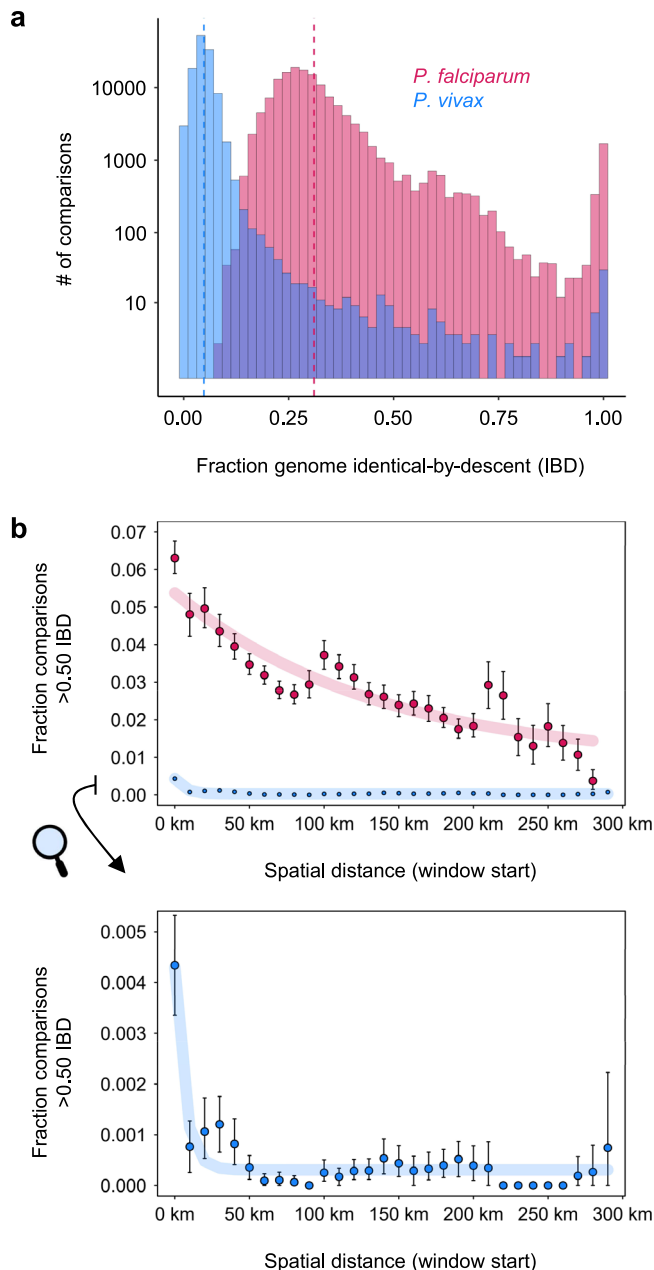 a
P. falciparum
P. vivax
10000
1000
100
10
# of comparisons
0.00 0.25 0.50 0.75 1.00
Fraction genome identical-by-descent (IBD)
b
0.07
0.06
0.05
0.04
0.03
0.02
0.01
0.00
Fraction comparisons
>0.50 IBD
0 km 50 km 100 km 150 km 200 km 250 km 300 km
Spatial distance (window start)
0.005
0.004
0.003
0.002
0.001
0.000
Fraction comparisons
>0.50 IBD
0 km 50 km 100 km 150 km 200 km 250 km 300 km
Spatial distance (window start)